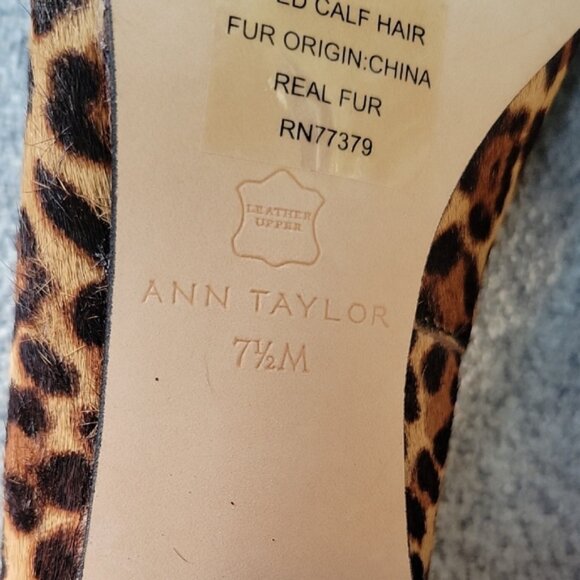 CALF HAIR
FUR ORIGIN:CHINA
REAL FUR
RN77379
LEATHER
UPPER
ANN TAYLOR
7½M